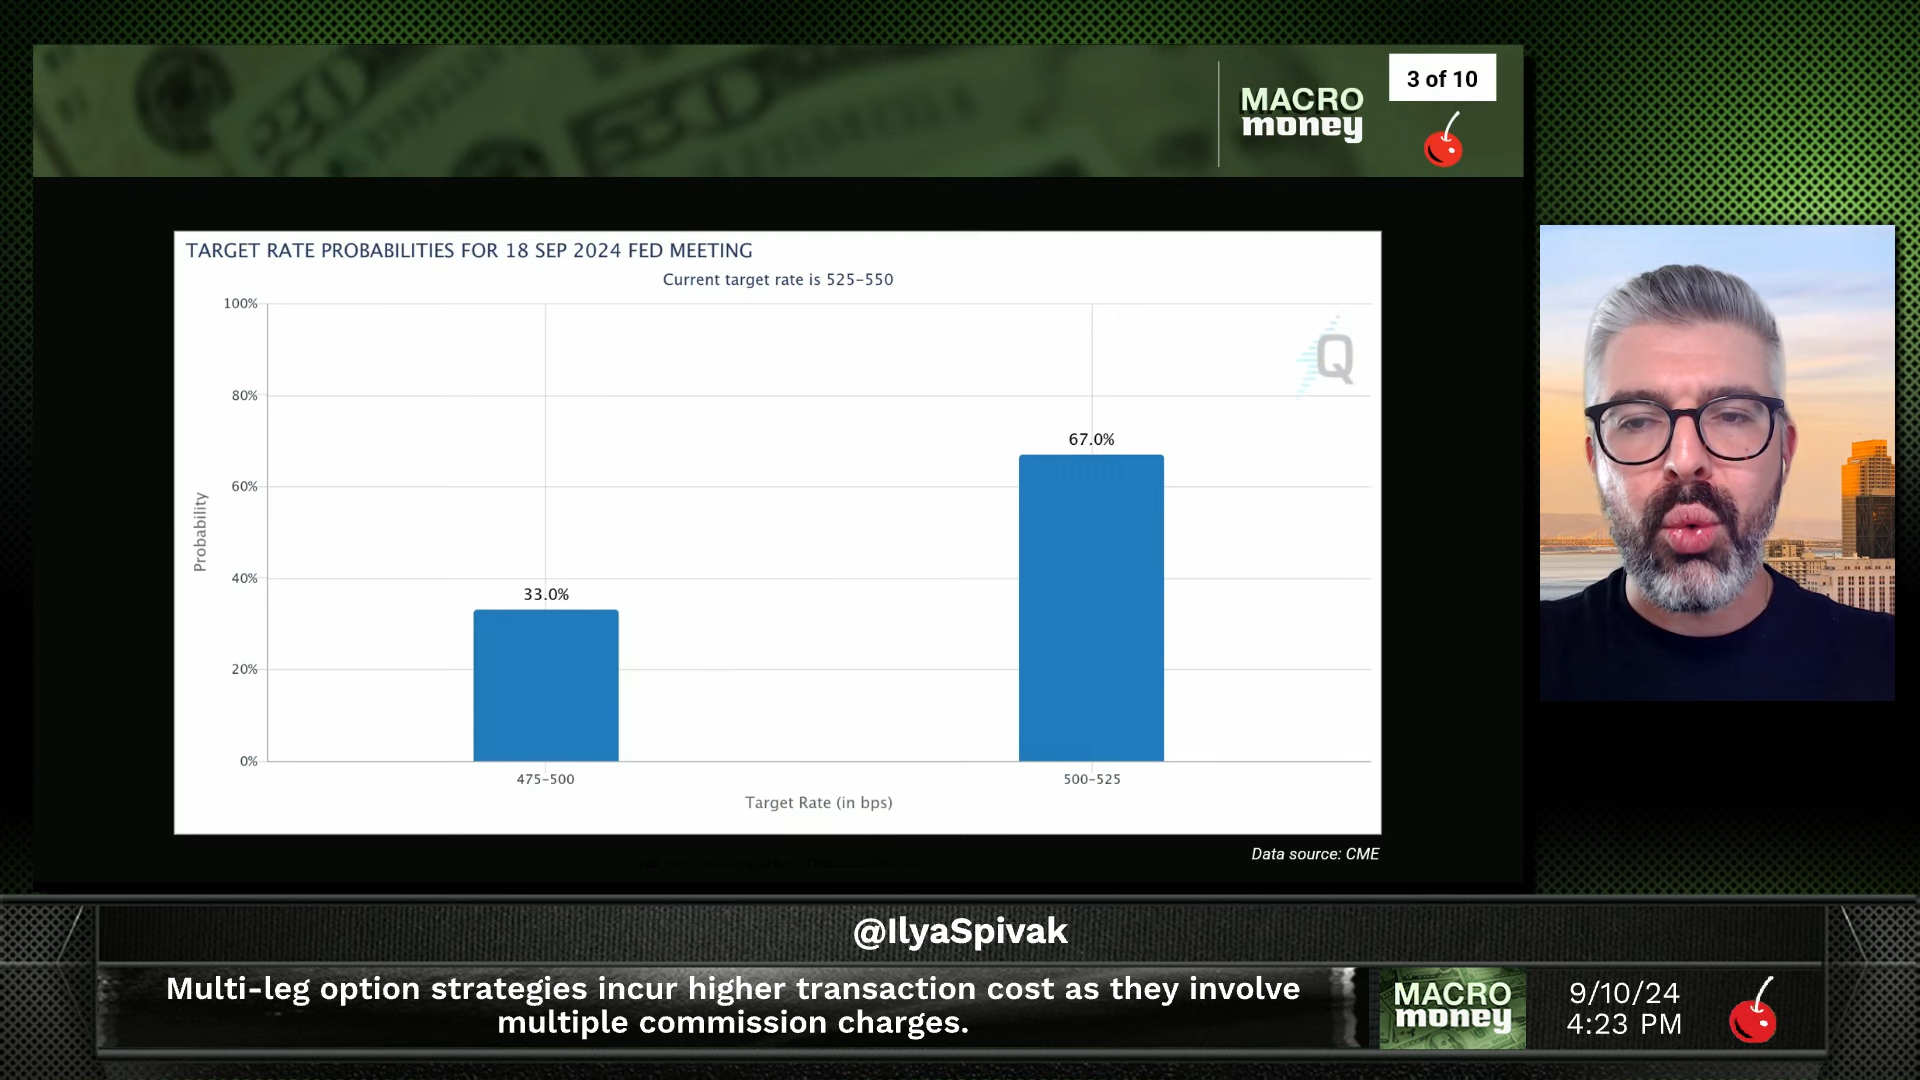 MACRO
money
3 of 10
TARGET RATE PROBABILITIES FOR 18 SEP 2024 FED MEETING
Current target rate is 525-550
100%
80%
60%
40%
20%
0%
Probability
33.0%
67.0%
Q
475-500
500-525
Target Rate (in bps)
Data source: CME
@IlyaSpivak
Multi-leg option strategies incur higher transaction cost as they involve
multiple commission charges.
MACRO
money
9/10/24
4:23 PM